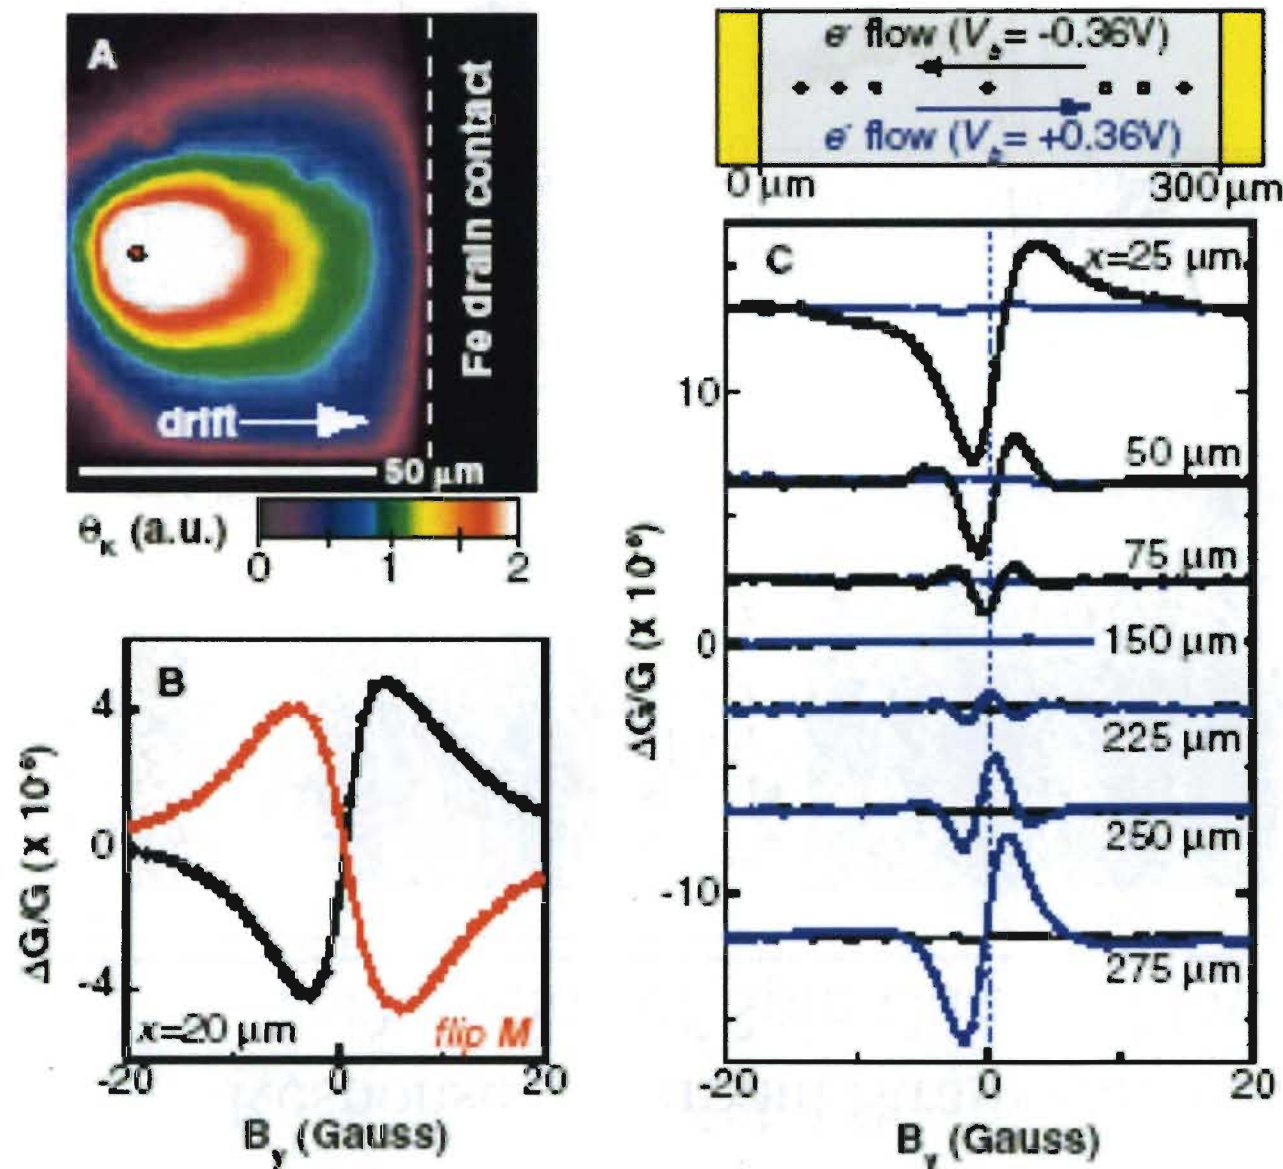 A
Fe drain contact
drift
50 μm
Θκ (a.u.)
0 1 2
B
4
0
-4
ΔG/G (x 10⁻⁶)
x=20 μm
flip M
-20 0 20
By (Gauss)
e⁻ flow (Vb= -0.36V)
e⁻ flow (Vb= +0.36V)
0 μm
300 μm
C
x=25 μm
50 μm
75 μm
150 μm
225 μm
250 μm
275 μm
10
0
-10
ΔG/G (x 10⁻⁶)
-20 0 20
By (Gauss)